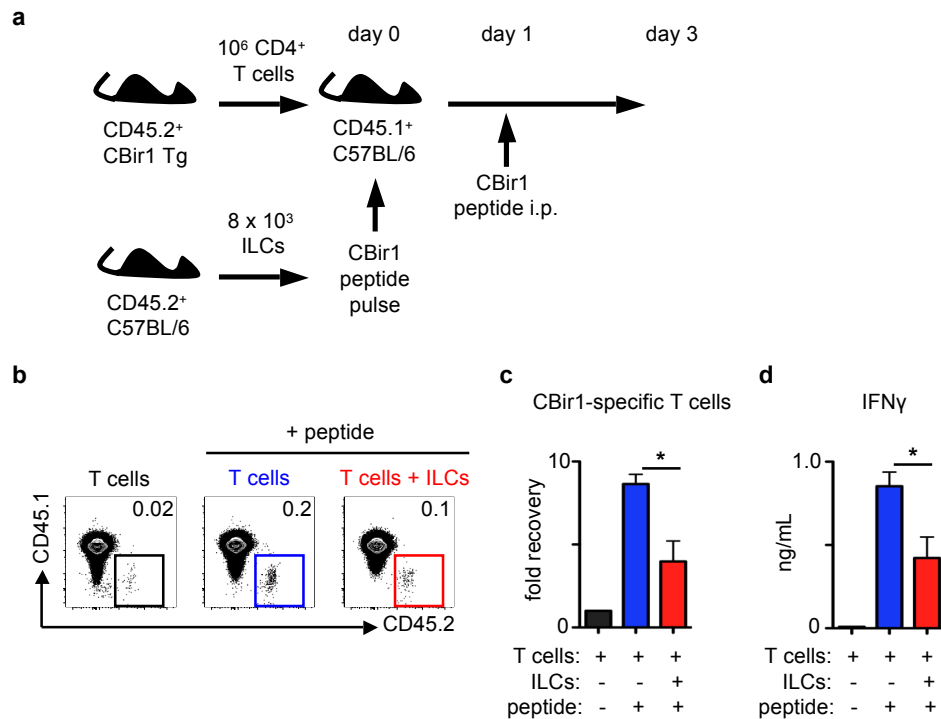 a
10⁶ CD4⁺
T cells
day 0
day 1
day 3
CD45.2⁺
CBir1 Tg
CD45.1⁺
C57BL/6
CBir1
peptide i.p.
8 x 10³
ILCs
CBir1
peptide
pulse
CD45.2⁺
C57BL/6
b
+ peptide
T cells
T cells
T cells + ILCs
CD45.1
0.02
0.2
0.1
CD45.2
c
CBir1-specific T cells
fold recovery
10
*
5
0
T cells: + + +
ILCs: - - +
peptide: - + +
d
IFNγ
ng/mL
1.0
*
0
T cells: + + +
ILCs: - - +
peptide: - + +